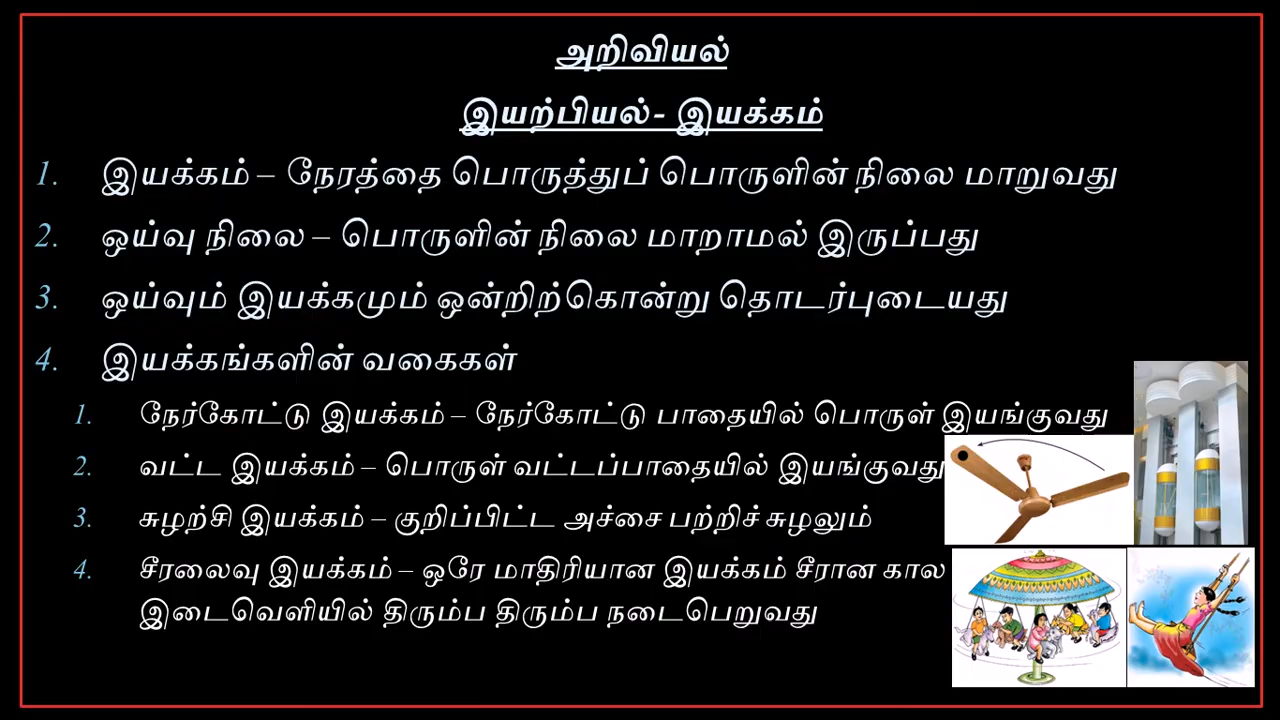 அறிவியல்
இயற்பியல்- இயக்கம்
1. இயக்கம் – நேரத்தை பொருத்துப் பொருளின் நிலை மாறுவது
2. ஒய்வு நிலை – பொருளின் நிலை மாறாமல் இருப்பது
3. ஒய்வும் இயக்கமும் ஒன்றிற்கொன்று தொடர்புடையது
4. இயக்கங்களின் வகைகள்
1. நேர்கோட்டு இயக்கம் – நேர்கோட்டு பாதையில் பொருள் இயங்குவது
2. வட்ட இயக்கம் – பொருள் வட்டப்பாதையில் இயங்குவது
3. சுழற்சி இயக்கம் – குறிப்பிட்ட அச்சை பற்றிச் சுழலும்
4. சீரலைவு இயக்கம் – ஒரே மாதிரியான இயக்கம் சீரான கால
இடைவெளியில் திரும்ப திரும்ப நடைபெறுவது